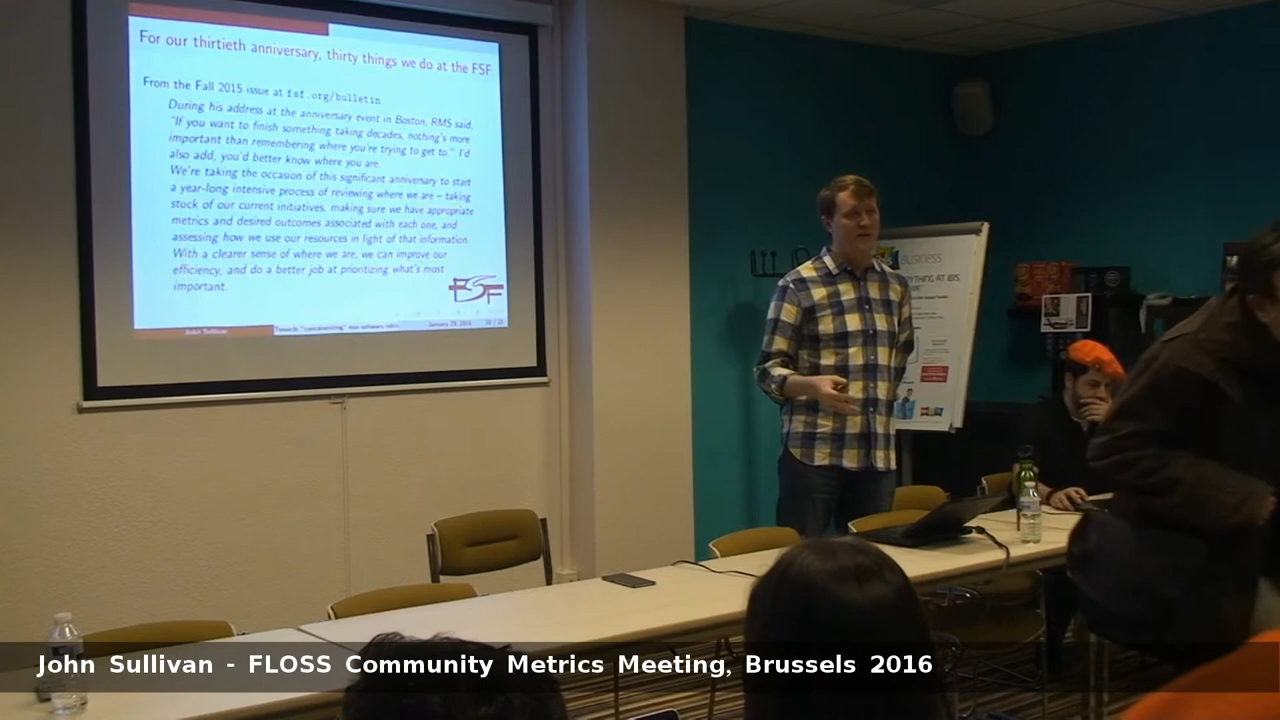 For our thirtieth anniversary, thirty things we do at the FSF
From the Fall 2015 issue at fsf.org/bulletin:
During his address at the anniversary event in Boston, RMS said,
"If you want to finish something taking decades, nothing's more
important than remembering where you're trying to get to." I'd
also add, you'd better know where you are.
We're taking the occasion of this significant anniversary to start
a year-long intensive process of reviewing where we are – taking
stock of our current initiatives, making sure we have appropriate
metrics and desired outcomes associated with each one, and
assessing how we use our resources in light of that information.
With a clearer sense of where we are, we can improve our
efficiency, and do a better job at prioritizing what's most
important.
FSF
John Sullivan
January 29, 2016
BUSINESS
John Sullivan - FLOSS Community Metrics Meeting, Brussels 2016